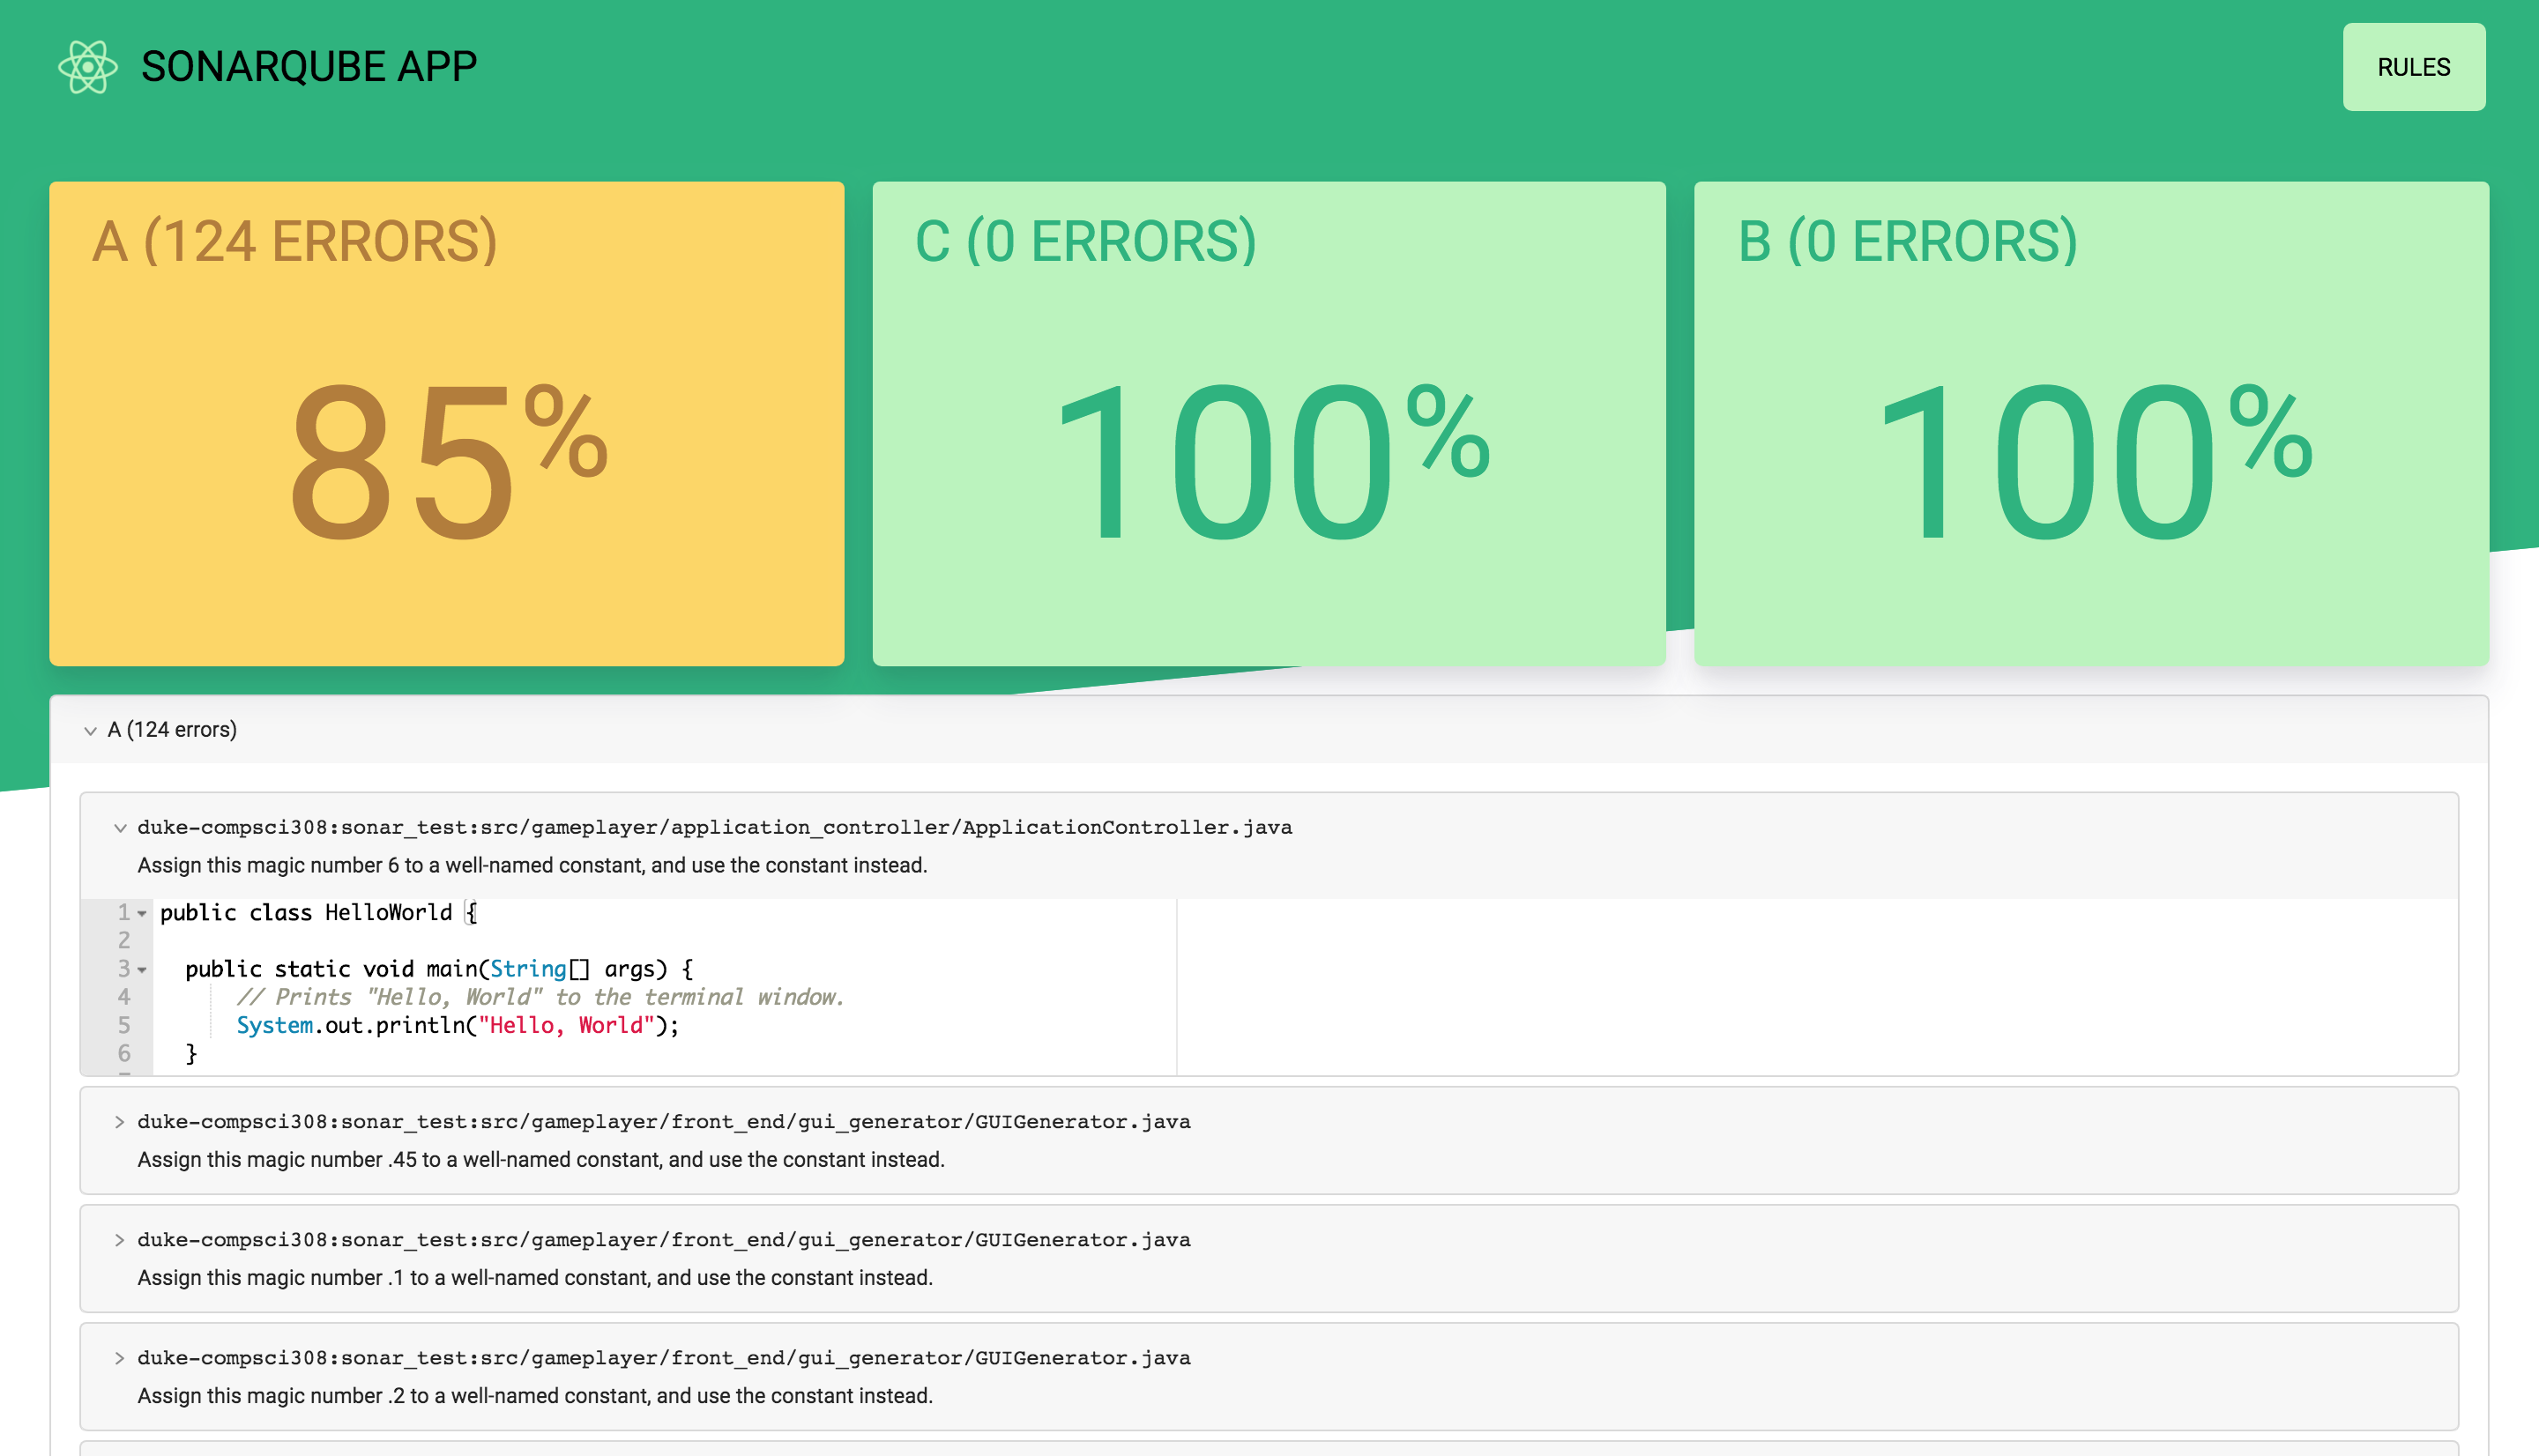 SONARQUBE APP
RULES
A (124 ERRORS)
85%
C (0 ERRORS)
100%
B (0 ERRORS)
100%
A (124 errors)
duke-compsci308:sonar_test:src/gameplayer/application_controller/ApplicationController.java
Assign this magic number 6 to a well-named constant, and use the constant instead.
1 public class HelloWorld {
2
3 public static void main(String[] args) {
4 // Prints "Hello, World" to the terminal window.
5 System.out.println("Hello, World");
6 }
duke-compsci308:sonar_test:src/gameplayer/front_end/gui_generator/GUIGenerator.java
Assign this magic number .45 to a well-named constant, and use the constant instead.
duke-compsci308:sonar_test:src/gameplayer/front_end/gui_generator/GUIGenerator.java
Assign this magic number .1 to a well-named constant, and use the constant instead.
duke-compsci308:sonar_test:src/gameplayer/front_end/gui_generator/GUIGenerator.java
Assign this magic number .2 to a well-named constant, and use the constant instead.